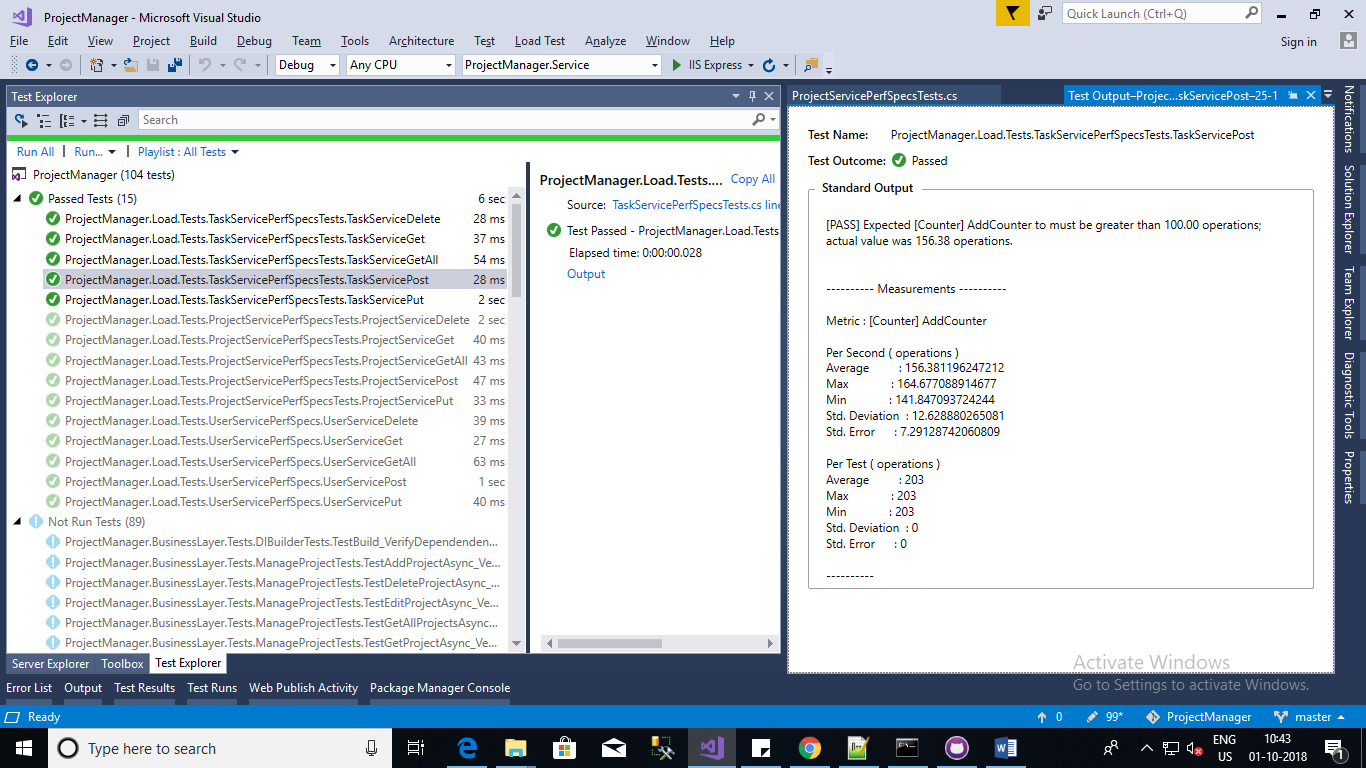 ProjectManager - Microsoft Visual Studio
Quick Launch (Ctrl+Q)
File Edit View Project Build Debug Team Tools Architecture Test Load Test Analyze Window Help
Sign in
Debug Any CPU ProjectManager.Service IIS Express
Test Explorer
Search
Run All | Run... | Playlist : All Tests
ProjectManager (104 tests)
Passed Tests (15) 6 sec
ProjectManager.Load.Tests.TaskServicePerfSpecsTests.TaskServiceDelete 28 ms
ProjectManager.Load.Tests.TaskServicePerfSpecsTests.TaskServiceGet 37 ms
ProjectManager.Load.Tests.TaskServicePerfSpecsTests.TaskServiceGetAll 54 ms
ProjectManager.Load.Tests.TaskServicePerfSpecsTests.TaskServicePost 28 ms
ProjectManager.Load.Tests.TaskServicePerfSpecsTests.TaskServicePut 2 sec
ProjectManager.Load.Tests.ProjectServicePerfSpecsTests.ProjectServiceDelete 2 sec
ProjectManager.Load.Tests.ProjectServicePerfSpecsTests.ProjectServiceGet 40 ms
ProjectManager.Load.Tests.ProjectServicePerfSpecsTests.ProjectServiceGetAll 43 ms
ProjectManager.Load.Tests.ProjectServicePerfSpecsTests.ProjectServicePost 47 ms
ProjectManager.Load.Tests.ProjectServicePerfSpecsTests.ProjectServicePut 33 ms
ProjectManager.Load.Tests.UserServicePerfSpecs.UserServiceDelete 39 ms
ProjectManager.Load.Tests.UserServicePerfSpecs.UserServiceGet 27 ms
ProjectManager.Load.Tests.UserServicePerfSpecs.UserServiceGetAll 63 ms
ProjectManager.Load.Tests.UserServicePerfSpecs.UserServicePost 1 sec
ProjectManager.Load.Tests.UserServicePerfSpecs.UserServicePut 40 ms
Not Run Tests (89)
ProjectManager.BusinessLayer.Tests.DIBuilderTests.TestBuild_VerifyDependenden...
ProjectManager.BusinessLayer.Tests.ManageProjectTests.TestAddProjectAsync_Ve...
ProjectManager.BusinessLayer.Tests.ManageProjectTests.TestDeleteProjectAsync_...
ProjectManager.BusinessLayer.Tests.ManageProjectTests.TestEditProjectAsync_Ve...
ProjectManager.BusinessLayer.Tests.ManageProjectTests.TestGetAllProjectsAsync...
ProjectManager.BusinessLayer.Tests.ManageProjectTests.TestGetProjectAsync_Ve...
ProjectManager.Load.Tests.... Copy All
Source: TaskServicePerfSpecsTests.cs line
Test Passed - ProjectManager.Load.Tests
Elapsed time: 0:00:00.028
Output
ProjectServicePerfSpecsTests.cs
Test Output–Projec...skServicePost–25-1
Test Name: ProjectManager.Load.Tests.TaskServicePerfSpecsTests.TaskServicePost
Test Outcome: Passed
Standard Output
[PASS] Expected [Counter] AddCounter to must be greater than 100.00 operations;
actual value was 156.38 operations.
---------- Measurements ----------
Metric : [Counter] AddCounter
Per Second ( operations )
Average : 156.381196247212
Max : 164.677088914677
Min : 141.847093724244
Std. Deviation : 12.628880265081
Std. Error : 7.29128742060809
Per Test ( operations )
Average : 203
Max : 203
Min : 203
Std. Deviation : 0
Std. Error : 0
----------
Notifications
Solution Explorer
Team Explorer
Diagnostic Tools
Properties
Activate Windows
Go to Settings to activate Windows.
Server Explorer Toolbox Test Explorer
Error List Output Test Results Test Runs Web Publish Activity Package Manager Console
Ready 0 99* ProjectManager master
Type here to search
ENG
US
10:43
01-10-2018
1